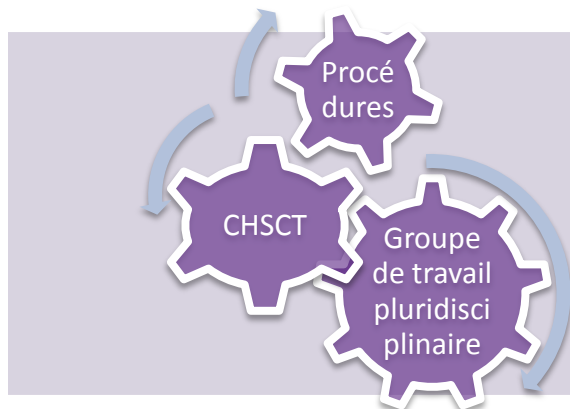 Procé
dures
CHSCT
Groupe
de travail
pluridisci
plinaire